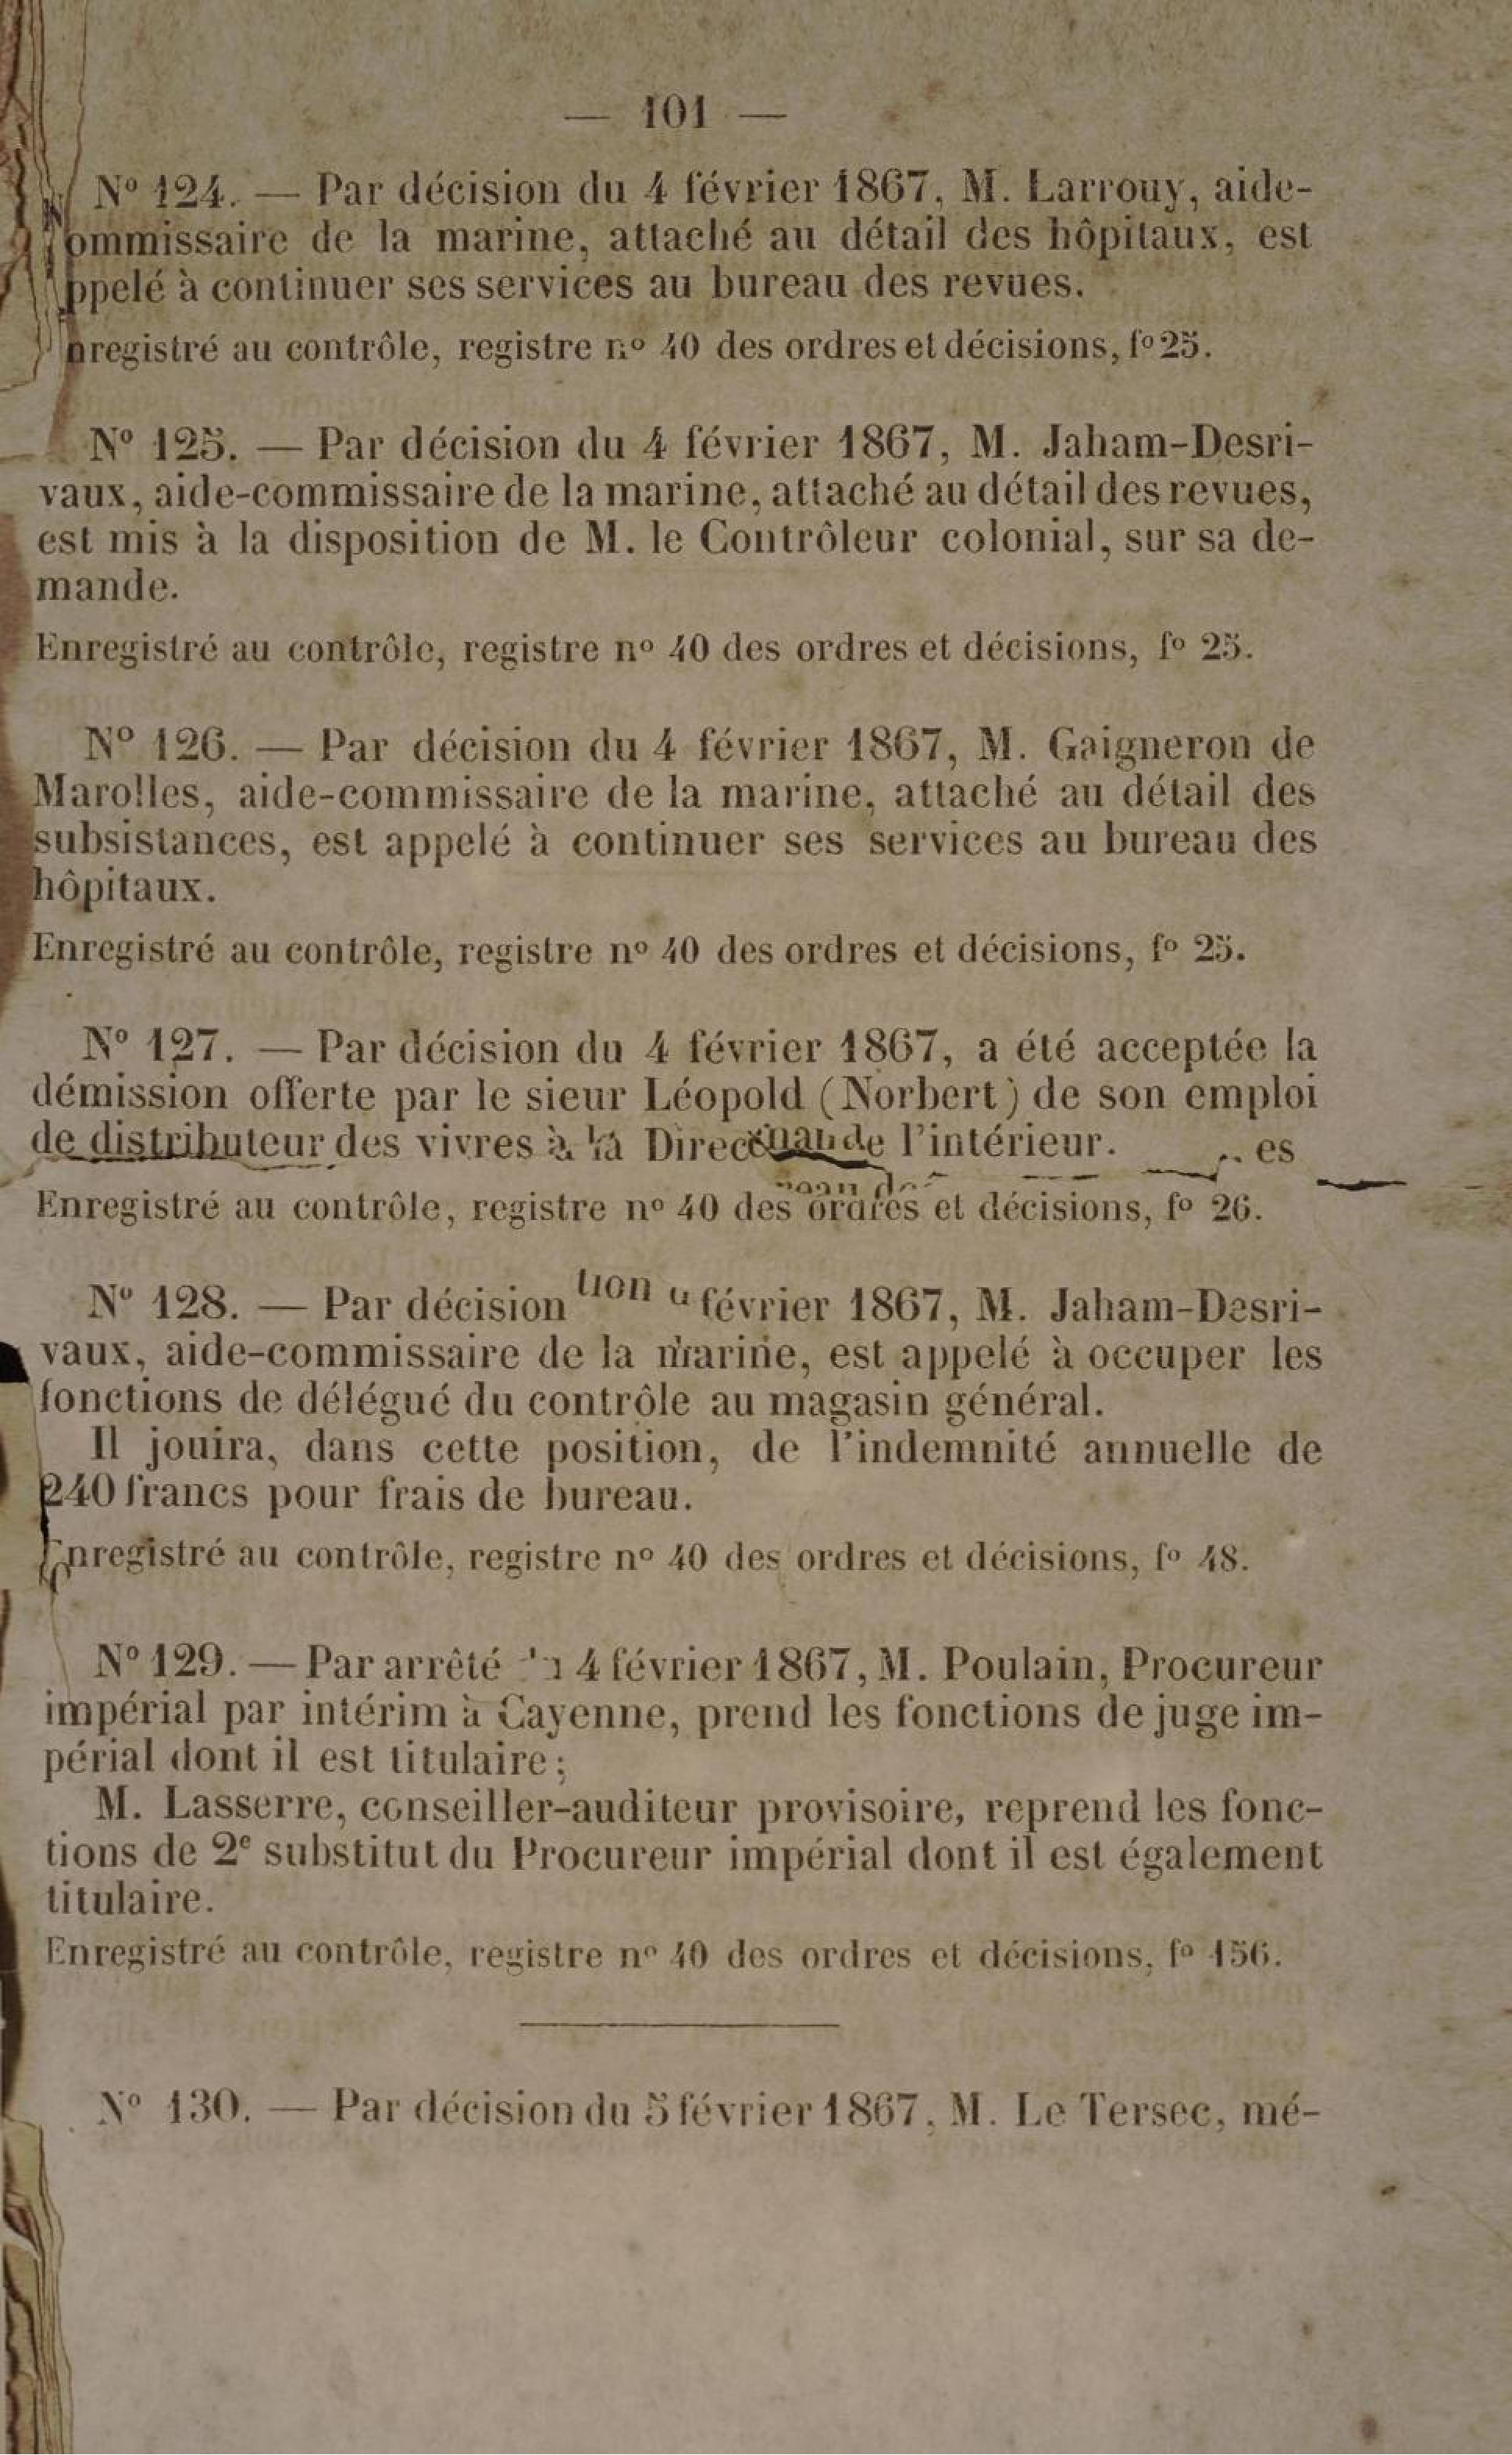 — 101 —
N° 124. — Par décision du 4 février 1867, M. Larrouy, aide-
ommissaire de la marine, attaché au détail des hôpitaux, est
ppelé à continuer ses services au bureau des revues.
nregistré au contrôle, registre n° 40 des ordres et décisions, f° 25.
N° 125. — Par décision du 4 février 1867, M. Jaham-Desri-
vaux, aide-commissaire de la marine, attaché au détail des revues,
est mis à la disposition de M. le Contrôleur colonial, sur sa de-
mande.
Enregistré au contrôle, registre n° 40 des ordres et décisions, f° 25.
N° 126. — Par décision du 4 février 1867, M. Gaigneron de
Marolles, aide-commissaire de la marine, attaché au détail des
subsistances, est appelé à continuer ses services au bureau des
hôpitaux.
Enregistré au contrôle, registre n° 40 des ordres et décisions, f° 25.
N° 127. — Par décision du 4 février 1867, a été acceptée la
démission offerte par le sieur Léopold (Norbert) de son emploi
de distributeur des vivres à la Direc de l'intérieur. es
Enregistré au contrôle, registre n° 40 des ordres et décisions, f° 26.
N° 128. — Par décision tion février 1867, M. Jaham-Desri-
vaux, aide-commissaire de la marine, est appelé à occuper les
fonctions de délégué du contrôle au magasin général.
Il jouira, dans cette position, de l'indemnité annuelle de
240 francs pour frais de bureau.
Enregistré au contrôle, registre n° 40 des ordres et décisions, f° 48.
N° 129. — Par arrêté 4 février 1867, M. Poulain, Procureur
impérial par intérim à Cayenne, prend les fonctions de juge im-
périal dont il est titulaire;
M. Lasserre, conseiller-auditeur provisoire, reprend les fonc-
tions de 2e substitut du Procureur impérial dont il est également
titulaire.
Enregistré au contrôle, registre n° 40 des ordres et décisions, f° 156.
N° 130. — Par décision du 5 février 1867, M. Le Tersec, mé-